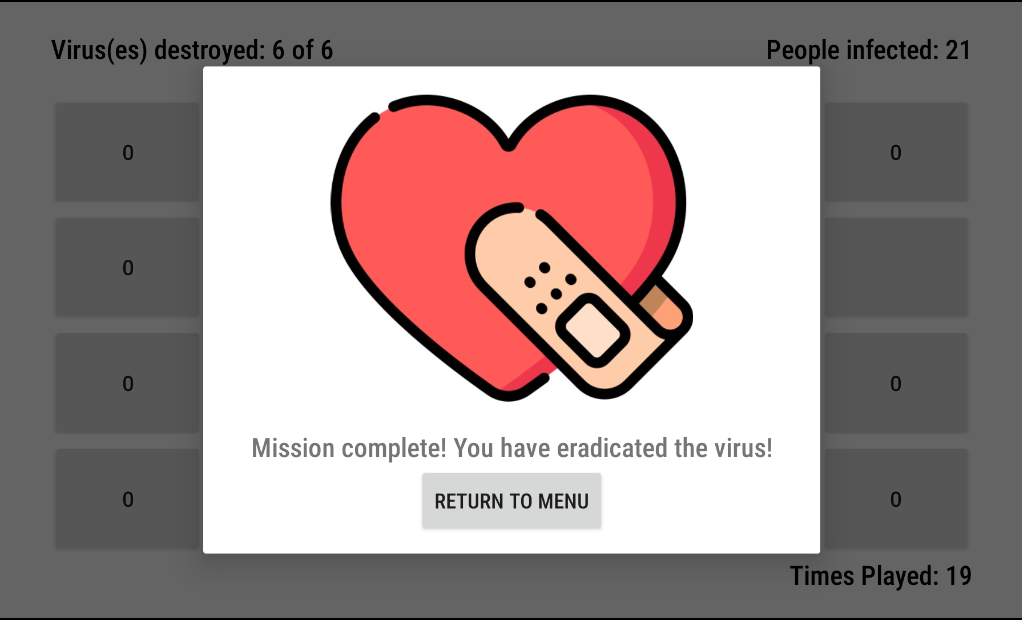 Virus(es) destroyed: 6 of 6
People infected: 21
0
0
0
0
0
0
0
Mission complete! You have eradicated the virus!
RETURN TO MENU
Times Played: 19